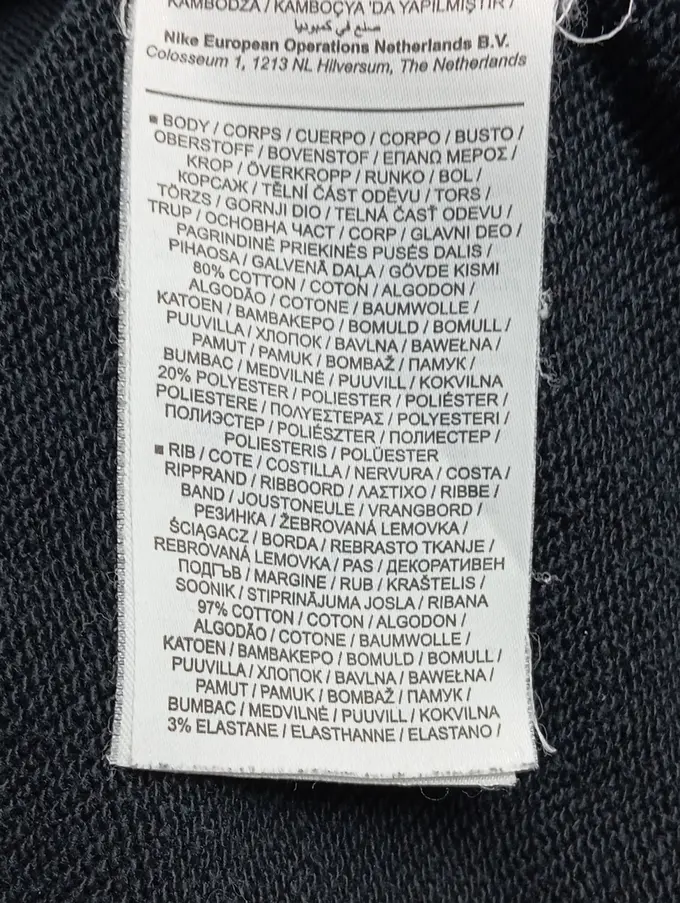 KAMBODZA / KAMBOÇYA 'DA YAPILMIŞTIR /
صنع في كمبوديا
Nike European Operations Netherlands B.V.
Colosseum 1, 1213 NL Hilversum, The Netherlands
▪ BODY / CORPS / CUERPO / CORPO / BUSTO /
OBERSTOFF / BOVENSTOF / ΕΠΑΝΩ ΜΕΡΟΣ /
KROP / ÖVERKROPP / RUNKO / BOL /
КОРСАЖ / TĚLNÍ ČÁST ODĚVU / TORS /
TÖRZS / GORNJI DIO / TELNÁ ČASŤ ODEVU /
TRUP / ОСНОВНА ЧАСТ / CORP / GLAVNI DEO /
PAGRINDINĖ PRIEKINĖS PUSĖS DALIS /
PIHAOSA / GALVENĀ DAĻA / GÖVDE KISMI
80% COTTON / COTON / ALGODON /
ALGODÃO / COTONE / BAUMWOLLE /
KATOEN / ΒΑΜΒΑΚΕΡΟ / BOMULD / BOMULL /
PUUVILLA / ХЛОПОК / BAVLNA / BAWEŁNA /
PAMUT / PAMUK / BOMBAŽ / ПАМУК /
BUMBAC / MEDVILNĖ / PUUVILL / KOKVILNA
20% POLYESTER / POLIESTER / POLIÉSTER /
POLIESTERE / ΠΟΛΥΕΣΤΕΡΑΣ / POLYESTERI /
ПОЛИЭСТЕР / POLIÉSZTER / ПОЛИЕСТЕР /
POLIESTERIS / POLÜESTER
▪ RIB / COTE / COSTILLA / NERVURA / COSTA /
RIPPRAND / RIBBOORD / ΛΑΣΤΙΧΟ / RIBBE /
BAND / JOUSTONEULE / VRANGBORD /
РЕЗИНКА / ŽEBROVANÁ LEMOVKA /
ŚCIĄGACZ / BORDA / REBRASTO TKANJE /
REBROVANÁ LEMOVKA / PAS / ДЕКОРАТИВЕН
ПОДГЪВ / MARGINE / RUB / KRAŠTELIS /
SOONIK / STIPRINĀJUMA JOSLA / RIBANA
97% COTTON / COTON / ALGODON /
ALGODÃO / COTONE / BAUMWOLLE /
KATOEN / ΒΑΜΒΑΚΕΡΟ / BOMULD / BOMULL /
PUUVILLA / ХЛОПОК / BAVLNA / BAWEŁNA /
PAMUT / PAMUK / BOMBAŽ / ПАМУК /
BUMBAC / MEDVILNĖ / PUUVILL / KOKVILNA
3% ELASTANE / ELASTHANNE / ELASTANO /